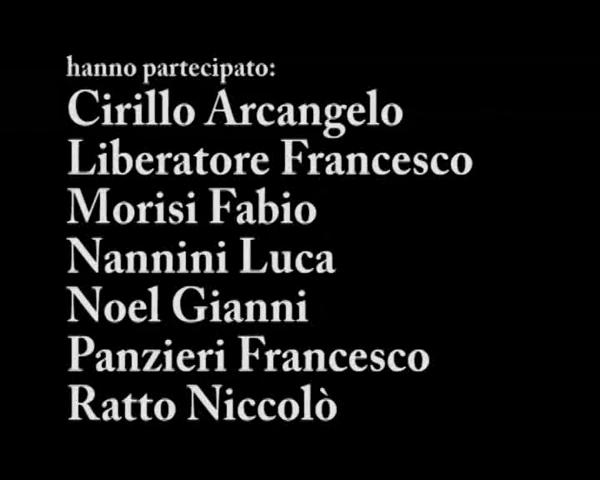 hanno partecipato:
Cirillo Arcangelo
Liberatore Francesco
Morisi Fabio
Nannini Luca
Noel Gianni
Panzieri Francesco
Ratto Niccolò